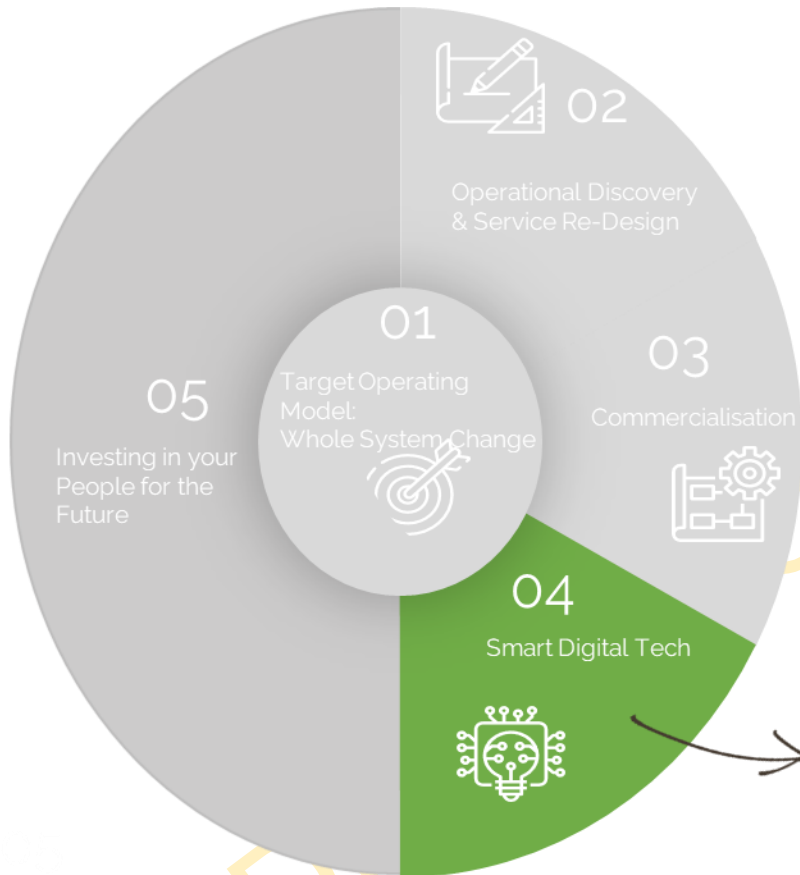 01
Target Operating
Model:
Whole System Change
02
Operational Discovery
& Service Re-Design
03
Commercialisation
04
Smart Digital Tech
05
Investing in your
People for the
Future